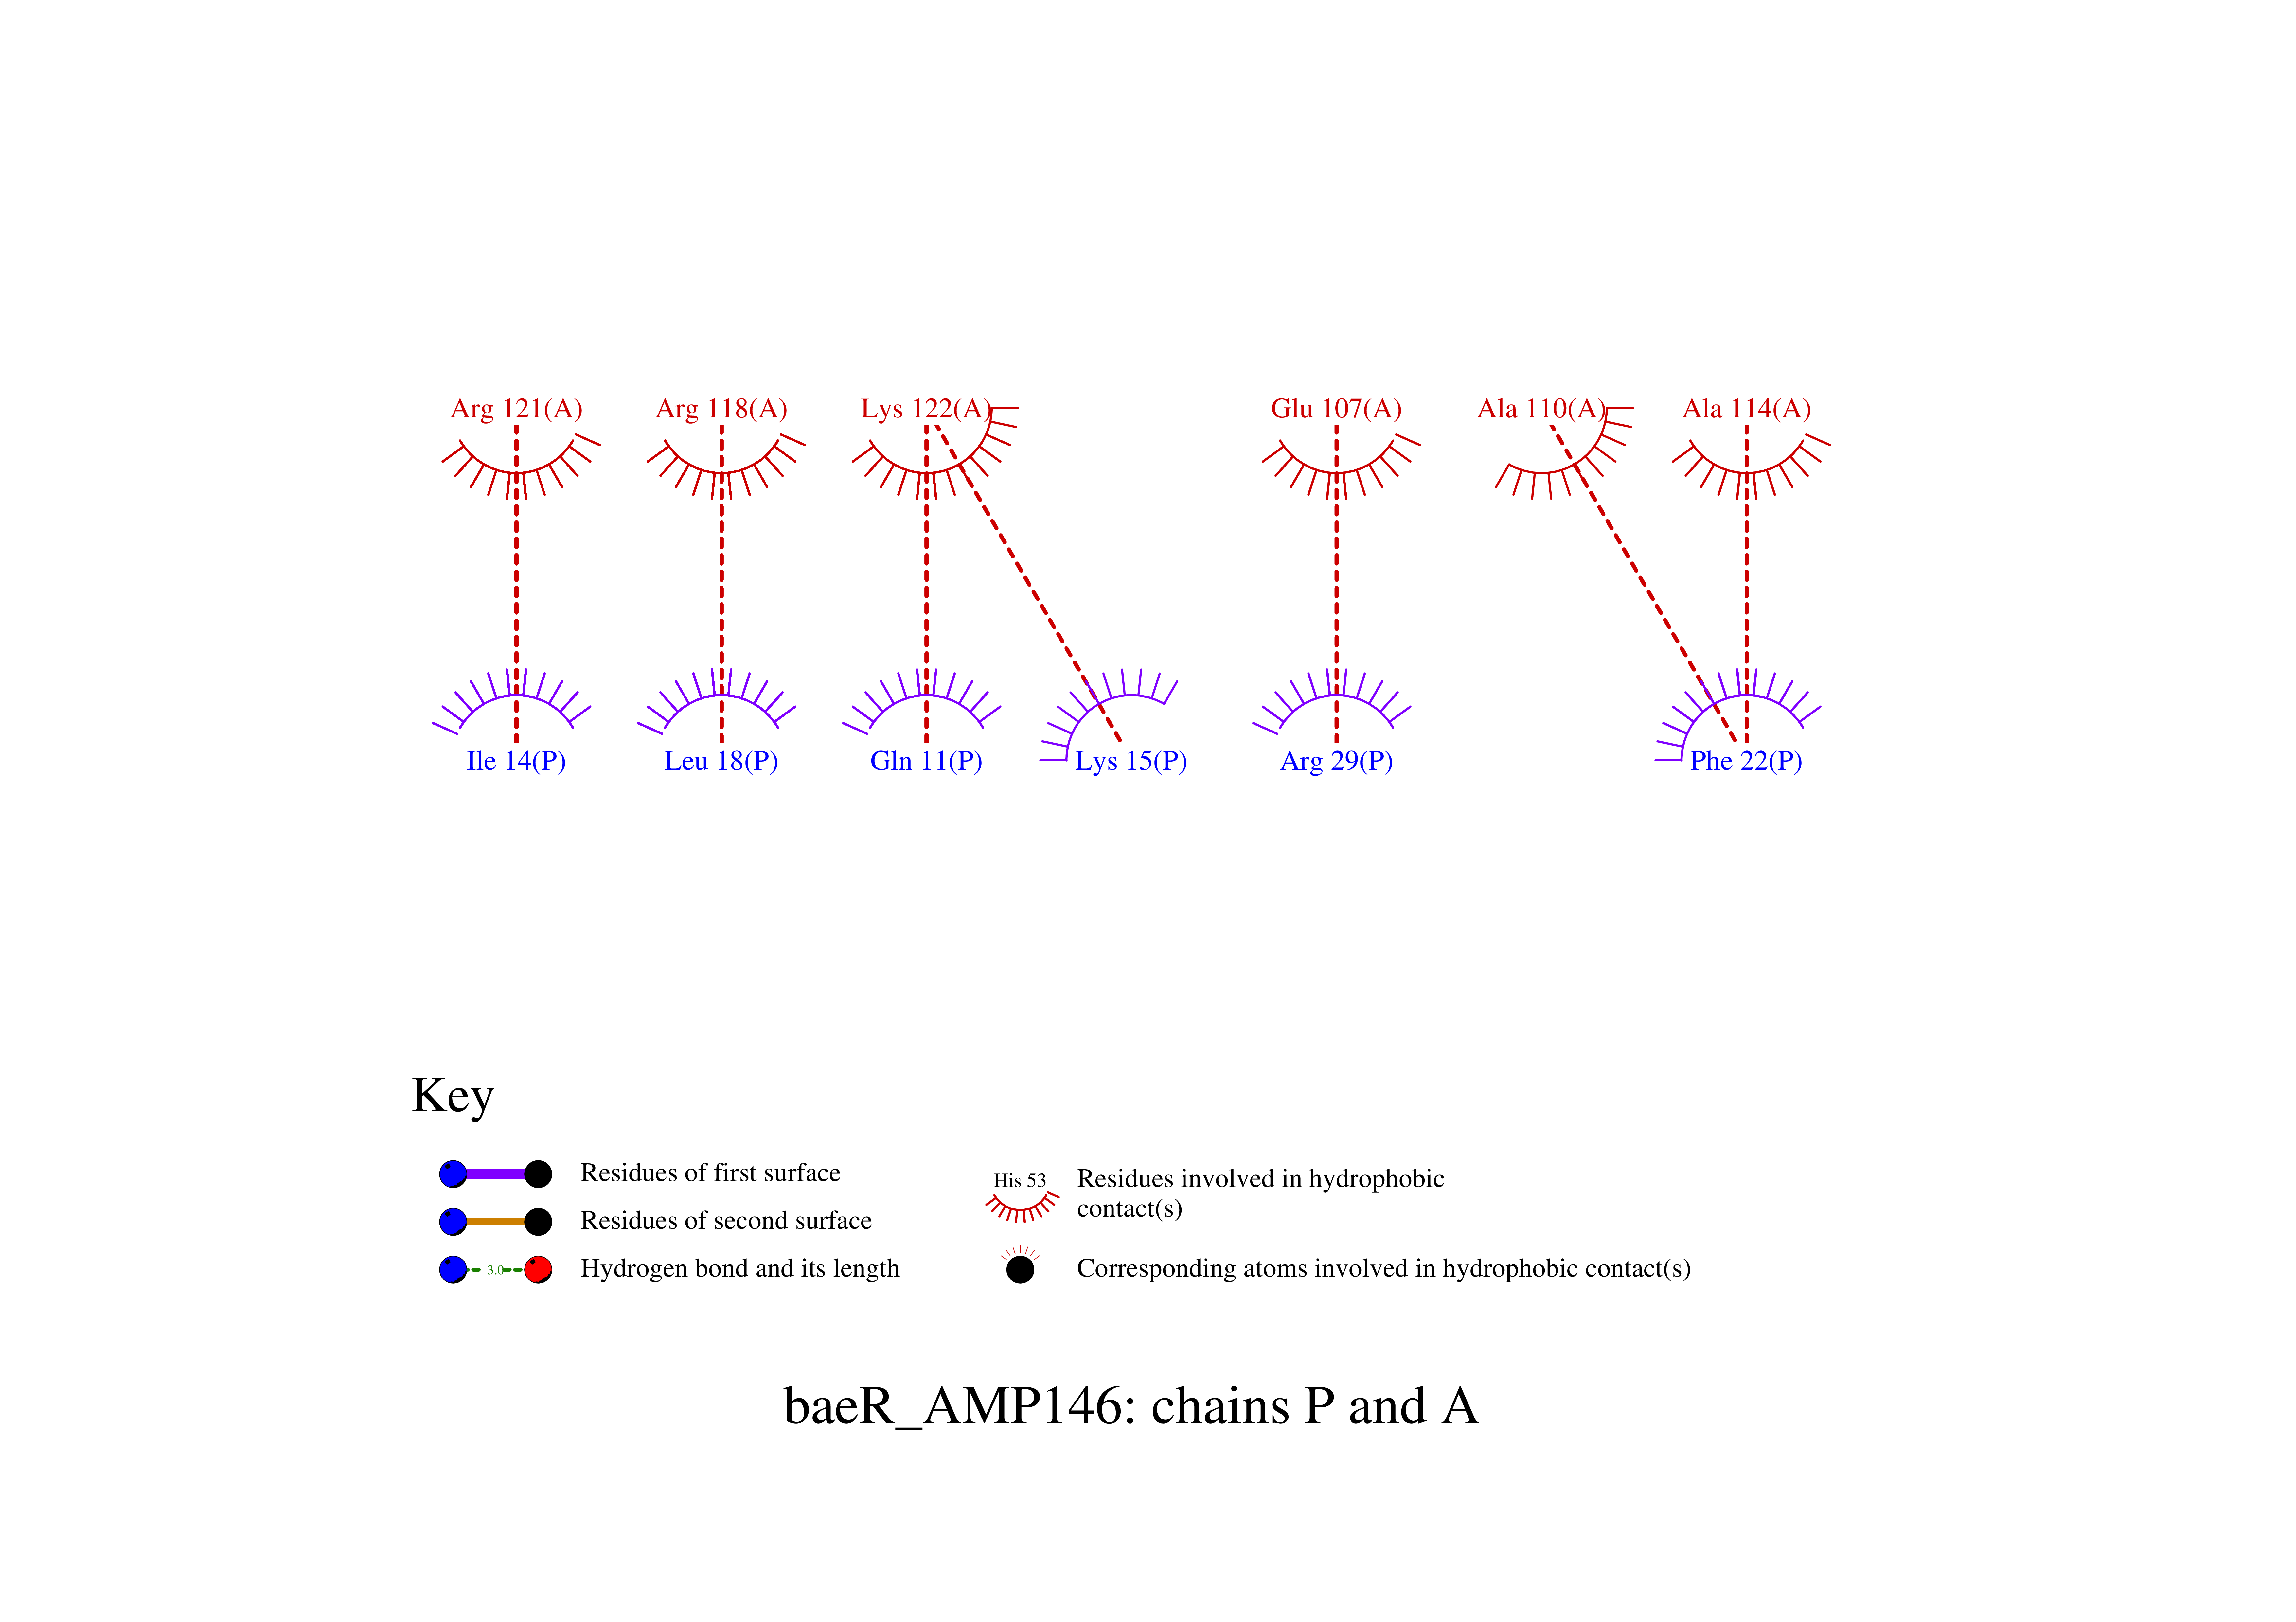 Arg 121(A) Arg 118(A) Lys 122(A) Glu 107(A) Ala 110(A) Ala 114(A)
Ile 14(P) Leu 18(P) Gln 11(P) Lys 15(P) Arg 29(P) Phe 22(P)
Key
Residues of first surface
Residues of second surface
3.0 Hydrogen bond and its length
His 53 Residues involved in hydrophobic
contact(s)
Corresponding atoms involved in hydrophobic contact(s)
baeR_AMP146: chains P and A